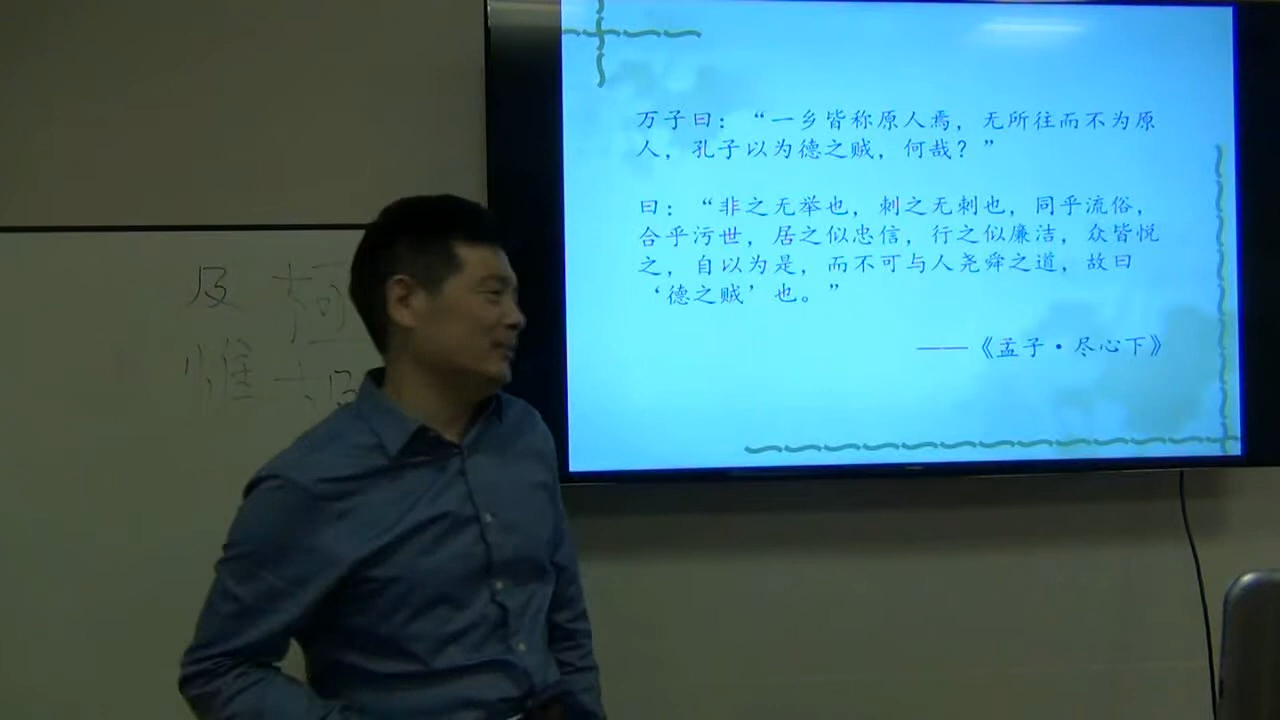 万子曰：“一乡皆称原人焉，无所往而不为原
人，孔子以为德之贼，何哉？”
曰：“非之无举也，刺之无刺也，同乎流俗，
合乎污世，居之似忠信，行之似廉洁，众皆悦
之，自以为是，而不可与人尧舜之道，故曰
‘德之贼’也。”
——《孟子·尽心下》
及
惟